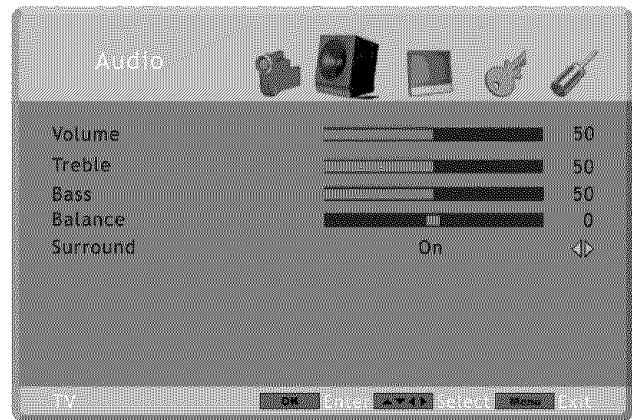 Audio
Volume 50
Treble 50
Bass 50
Balance 0
Surround On
TV OK Enter Select Menu Exit